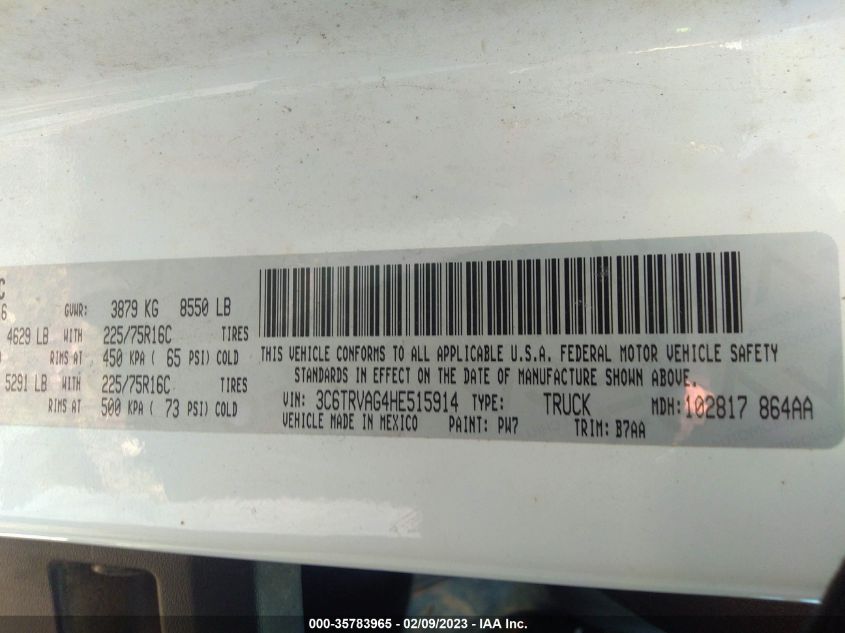 C
6 GVWR: 3879 KG 8550 LB
4629 LB WITH 225/75R16C TIRES
RIMS AT 450 KPA ( 65 PSI) COLD
5291 LB WITH 225/75R16C TIRES
RIMS AT 500 KPA ( 73 PSI) COLD
THIS VEHICLE CONFORMS TO ALL APPLICABLE U.S.A. FEDERAL MOTOR VEHICLE SAFETY
STANDARDS IN EFFECT ON THE DATE OF MANUFACTURE SHOWN ABOVE.
VIN: 3C6TRVAG4HE515914 TYPE: TRUCK MDH: 102817 864AA
VEHICLE MADE IN MEXICO PAINT: PW7 TRIM: B7AA
000-35783965 - 02/09/2023 - IAA Inc.